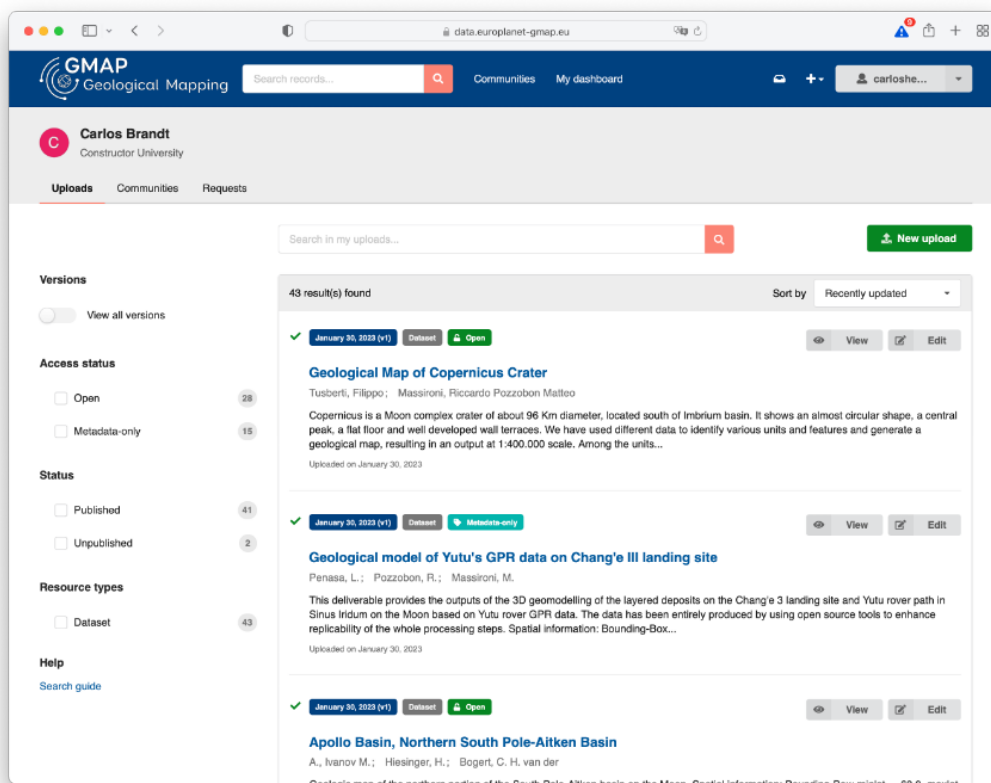 data.europlanet-gmap.eu
9
GMAP
Geological Mapping
Search records...
Communities
My dashboard
carloshe...
C
Carlos Brandt
Constructor University
Uploads
Communities
Requests
Search in my uploads...
New upload
Versions
View all versions
Access status
Open
28
Metadata-only
15
Status
Published
41
Unpublished
2
Resource types
Dataset
43
Help
Search guide
43 result(s) found
Sort by
Recently updated
January 30, 2023 (v1) Dataset Open
View
Edit
Geological Map of Copernicus Crater
Tusberti, Filippo; Massironi, Riccardo Pozzobon Matteo
Copernicus is a Moon complex crater of about 96 Km diameter, located south of Imbrium basin. It shows an almost circular shape, a central
peak, a flat floor and well developed wall terraces. We have used different data to identify various units and features and generate a
geological map, resulting in an output at 1:400.000 scale. Among the units...
Uploaded on January 30, 2023
January 30, 2023 (v1) Dataset Metadata-only
View
Edit
Geological model of Yutu's GPR data on Chang'e III landing site
Penasa, L.; Pozzobon, R.; Massironi, M.
This deliverable provides the outputs of the 3D geomodelling of the layered deposits on the Chang'e 3 landing site and Yutu rover path in
Sinus Iridum on the Moon based on Yutu rover GPR data. The data has been entirely produced by using open source tools to enhance
replicability of the whole processing steps. Spatial information: Bounding-Box...
Uploaded on January 30, 2023
January 30, 2023 (v1) Dataset Open
View
Edit
Apollo Basin, Northern South Pole-Aitken Basin
A., Ivanov M.; Hiesinger, H.; Bogert, C. H. van der